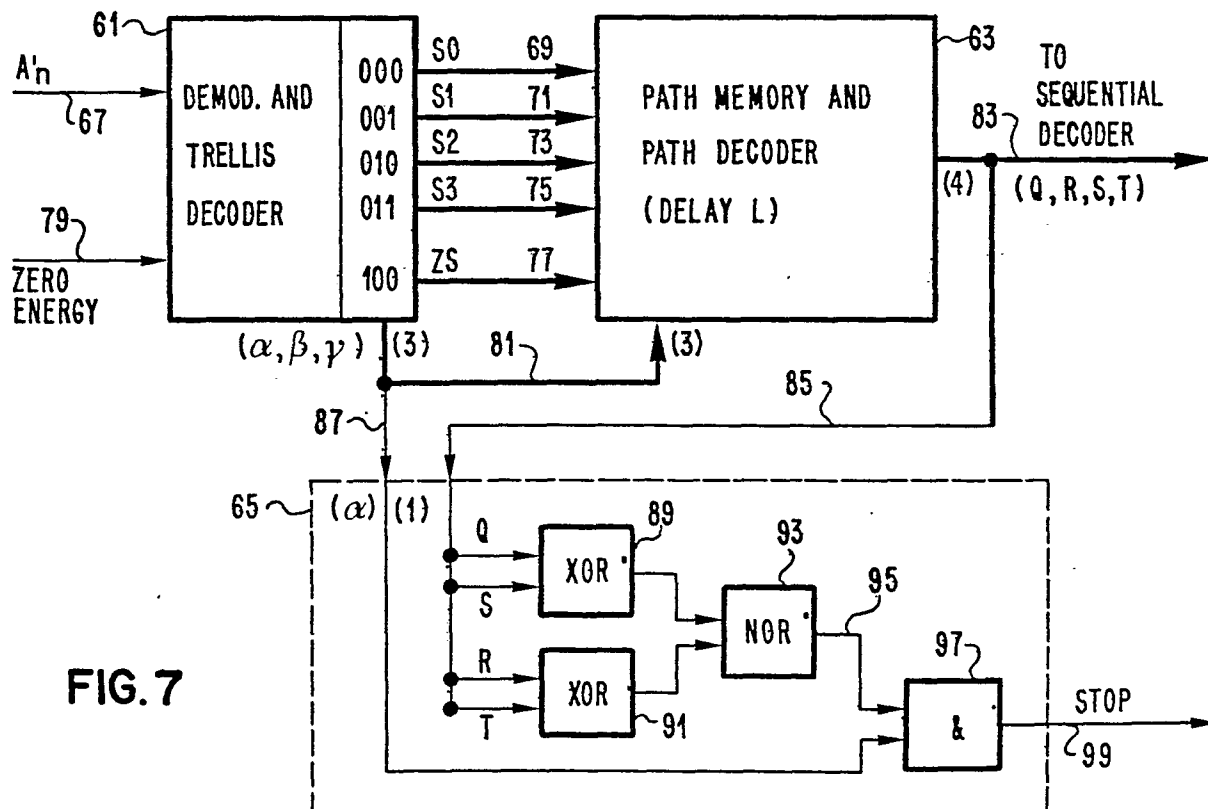 61
A'n
67
DEMOD. AND
TRELLIS
DECODER
79
ZERO
ENERGY
000
001
010
011
100
S0 69
S1 71
S2 73
S3 75
ZS 77
PATH MEMORY AND
PATH DECODER
(DELAY L)
63
TO
SEQUENTIAL
DECODER
83
(4)
(Q,R,S,T)
(α,β,γ) (3)
81
(3)
87
85
65
(α) (1)
Q
S
XOR
89
R
T
XOR
91
93
NOR
95
97
&
STOP
99
FIG. 7